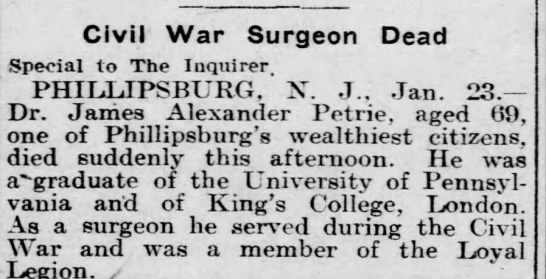 Civil War Surgeon Dead
Special to The Inquirer.
PHILLIPSBURG, N. J., Jan. 23.—
Dr. James Alexander Petrie, aged 69,
one of Phillipsburg's wealthiest citizens,
died suddenly this afternoon. He was
a graduate of the University of Pennsyl-
vania and of King's College, London.
As a surgeon he served during the Civil
War and was a member of the Loyal
Legion.